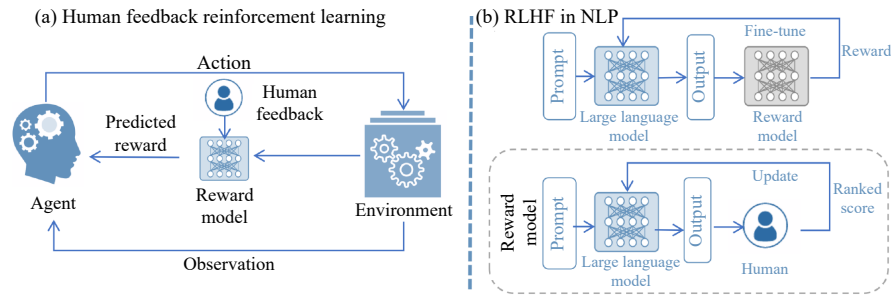 (a) Human feedback reinforcement learning
Action
Human
feedback
Predicted
reward
Reward
model
Agent
Environment
Observation
(b) RLHF in NLP
Fine-tune
Reward
Prompt
Output
Large language
model
Reward
model
Reward
model
Update
Ranked
score
Prompt
Output
Large language
model
Human